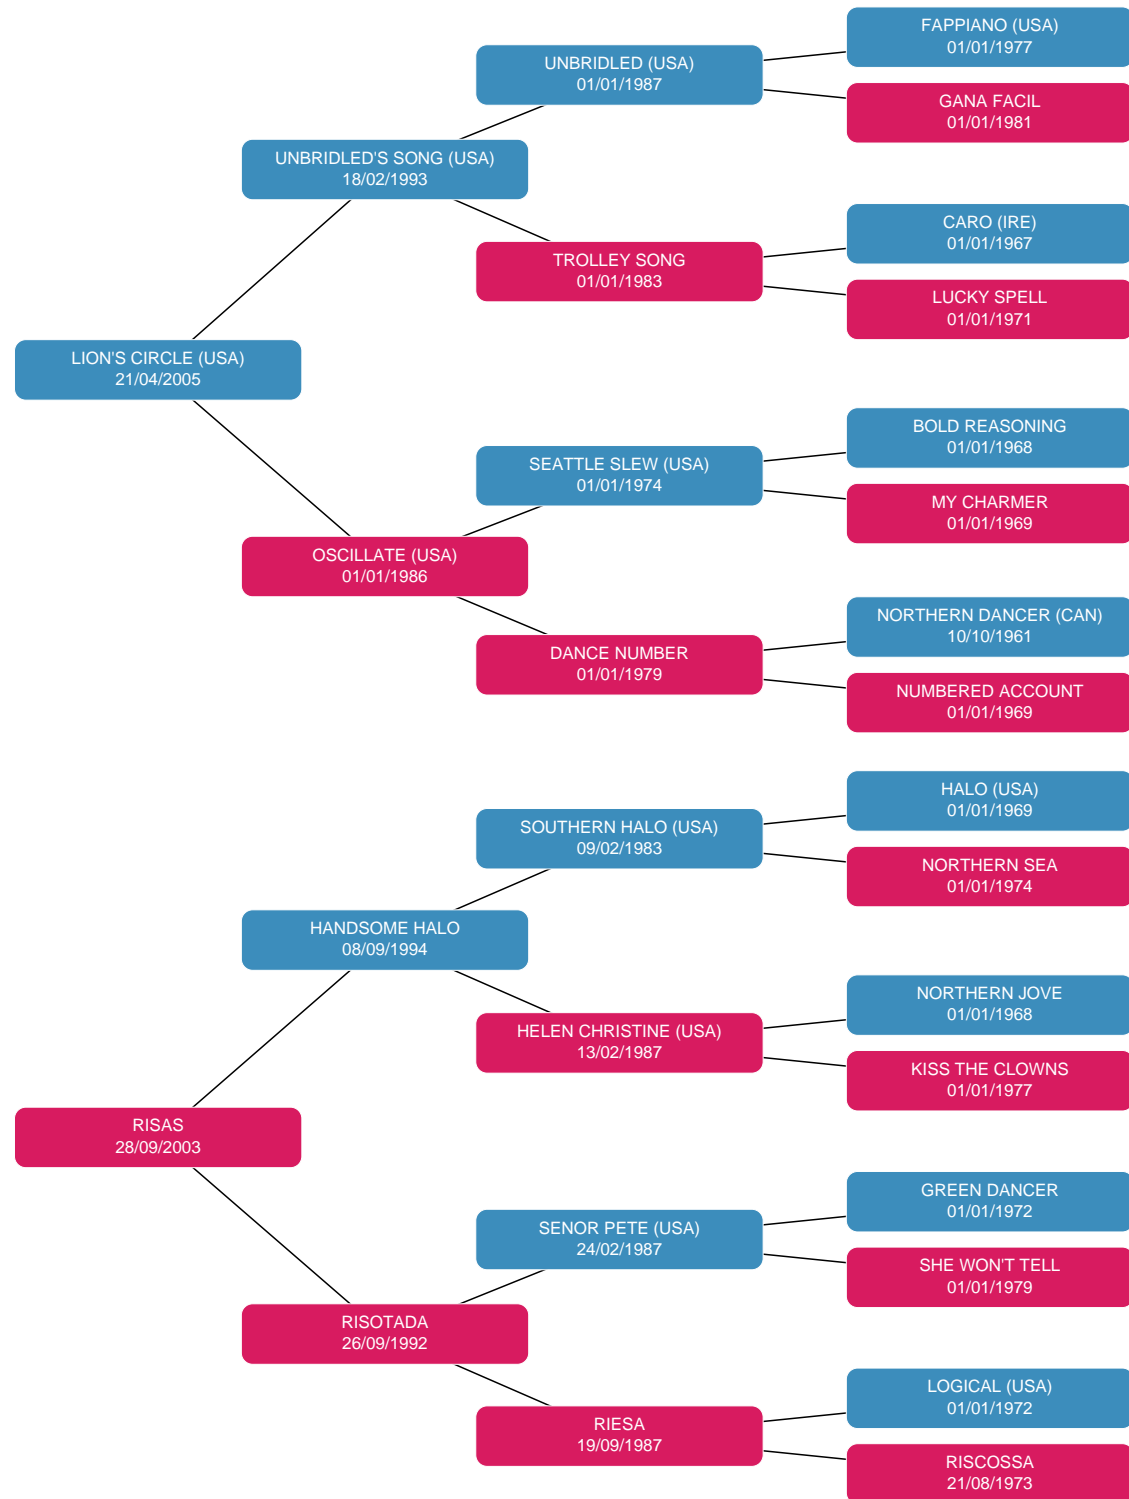 FAPPIANO (USA)
01/01/1977
UNBRIDLED (USA)
01/01/1987
GANA FACIL
01/01/1981
UNBRIDLED'S SONG (USA)
18/02/1993
CARO (IRE)
01/01/1967
TROLLEY SONG
01/01/1983
LUCKY SPELL
01/01/1971
LION'S CIRCLE (USA)
21/04/2005
BOLD REASONING
01/01/1968
SEATTLE SLEW (USA)
01/01/1974
MY CHARMER
01/01/1969
OSCILLATE (USA)
01/01/1986
NORTHERN DANCER (CAN)
10/10/1961
DANCE NUMBER
01/01/1979
NUMBERED ACCOUNT
01/01/1969
HALO (USA)
01/01/1969
SOUTHERN HALO (USA)
09/02/1983
NORTHERN SEA
01/01/1974
HANDSOME HALO
08/09/1994
NORTHERN JOVE
01/01/1968
HELEN CHRISTINE (USA)
13/02/1987
KISS THE CLOWNS
01/01/1977
RISAS
28/09/2003
GREEN DANCER
01/01/1972
SENOR PETE (USA)
24/02/1987
SHE WON'T TELL
01/01/1979
RISOTADA
26/09/1992
LOGICAL (USA)
01/01/1972
RIESA
19/09/1987
RISCOSSA
21/08/1973